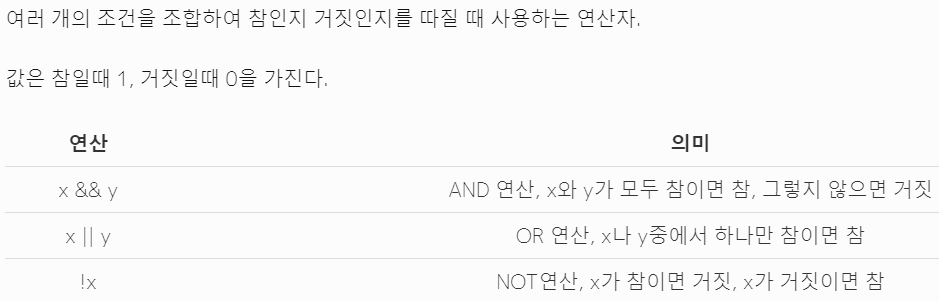 여러 개의 조건을 조합하여 참인지 거짓인지를 따질 때 사용하는 연산자.
값은 참일때 1, 거짓일때 0을 가진다.
연산 의미
x && y AND 연산, x와 y가 모두 참이면 참, 그렇지 않으면 거짓
x || y OR 연산, x나 y중에서 하나만 참이면 참
!x NOT연산, x가 참이면 거짓, x가 거짓이면 참